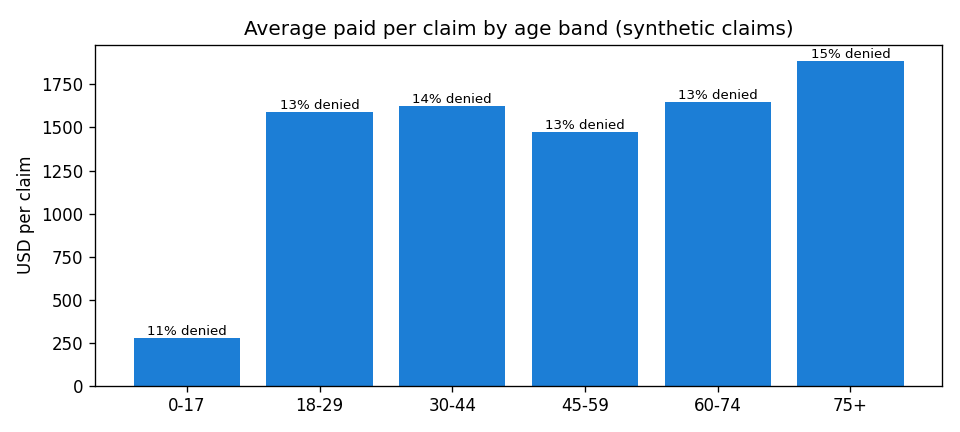 Average paid per claim by age band (synthetic claims)
USD per claim
1750
1500
1250
1000
750
500
250
0
11% denied
13% denied
14% denied
13% denied
13% denied
15% denied
0-17
18-29
30-44
45-59
60-74
75+